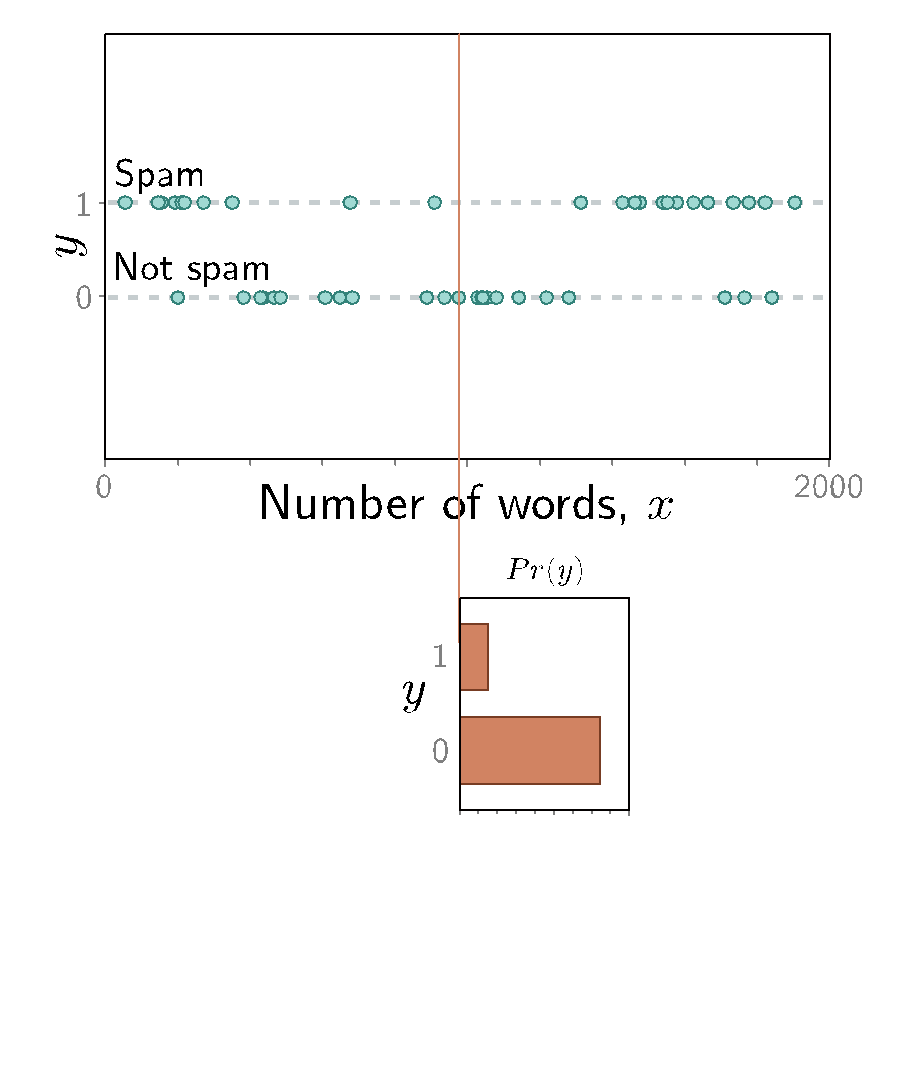 Spam
1
y
Not spam
0
0
2000
Number of words, x
Pr(y)
1
y
0